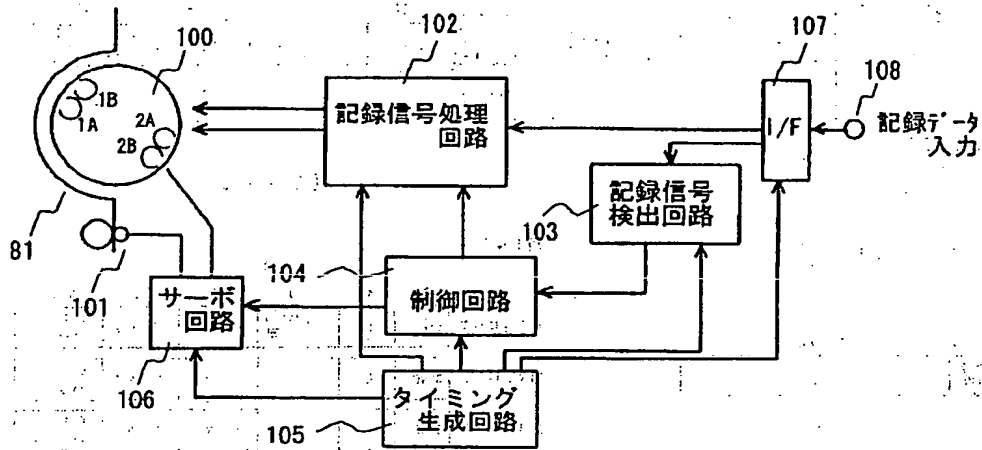 100
102
107
108
1B
1A
2A
2B
記録信号処理
回路
I/F
記録データ
入力
記録信号
検出回路
103
81
101
104
制御回路
サーボ
回路
106
タイミング
生成回路
105